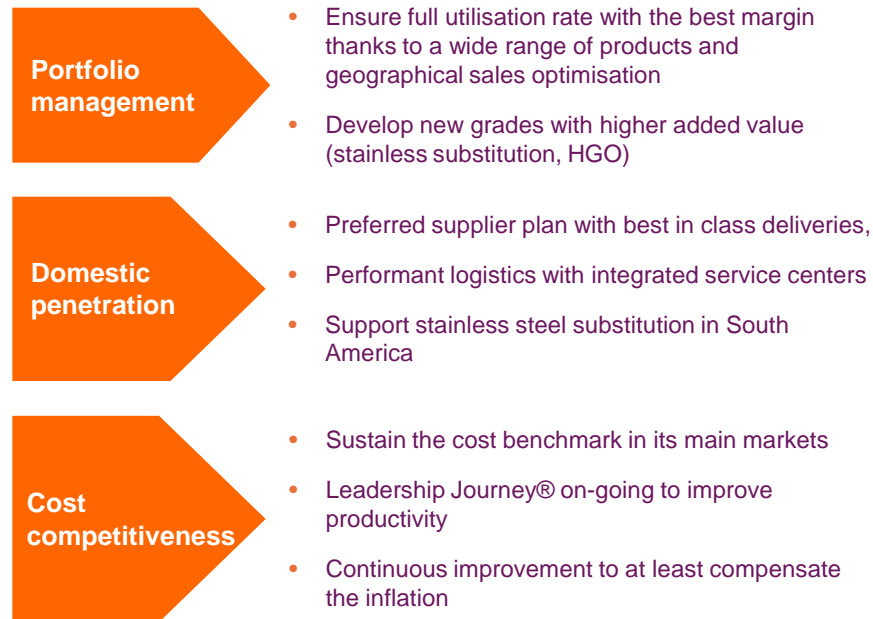 Portfolio
management
• Ensure full utilisation rate with the best margin
thanks to a wide range of products and
geographical sales optimisation
• Develop new grades with higher added value
(stainless substitution, HGO)
Domestic
penetration
• Preferred supplier plan with best in class deliveries,
• Performant logistics with integrated service centers
• Support stainless steel substitution in South
America
Cost
competitiveness
• Sustain the cost benchmark in its main markets
• Leadership Journey® on-going to improve
productivity
• Continuous improvement to at least compensate
the inflation